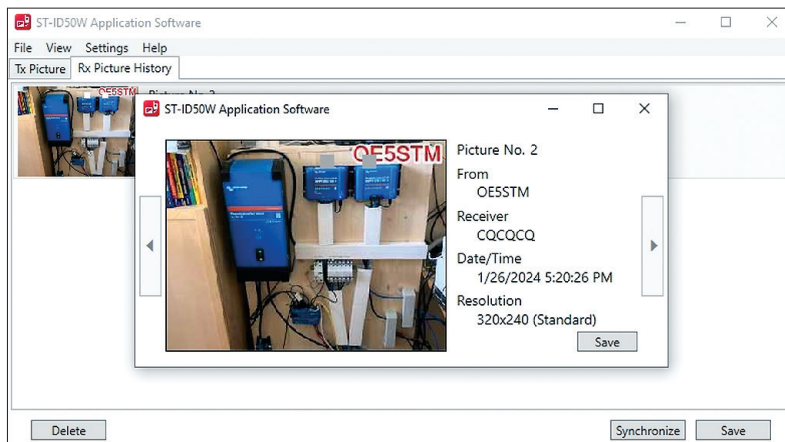 ST-ID50W Application Software
File View Settings Help
Tx Picture Rx Picture History
OE5STM
ST-ID50W Application Software
OE5STM
Picture No. 2
From
OE5STM
Receiver
CQCQCQ
Date/Time
1/26/2024 5:20:26 PM
Resolution
320x240 (Standard)
Save
Delete
Synchronize Save